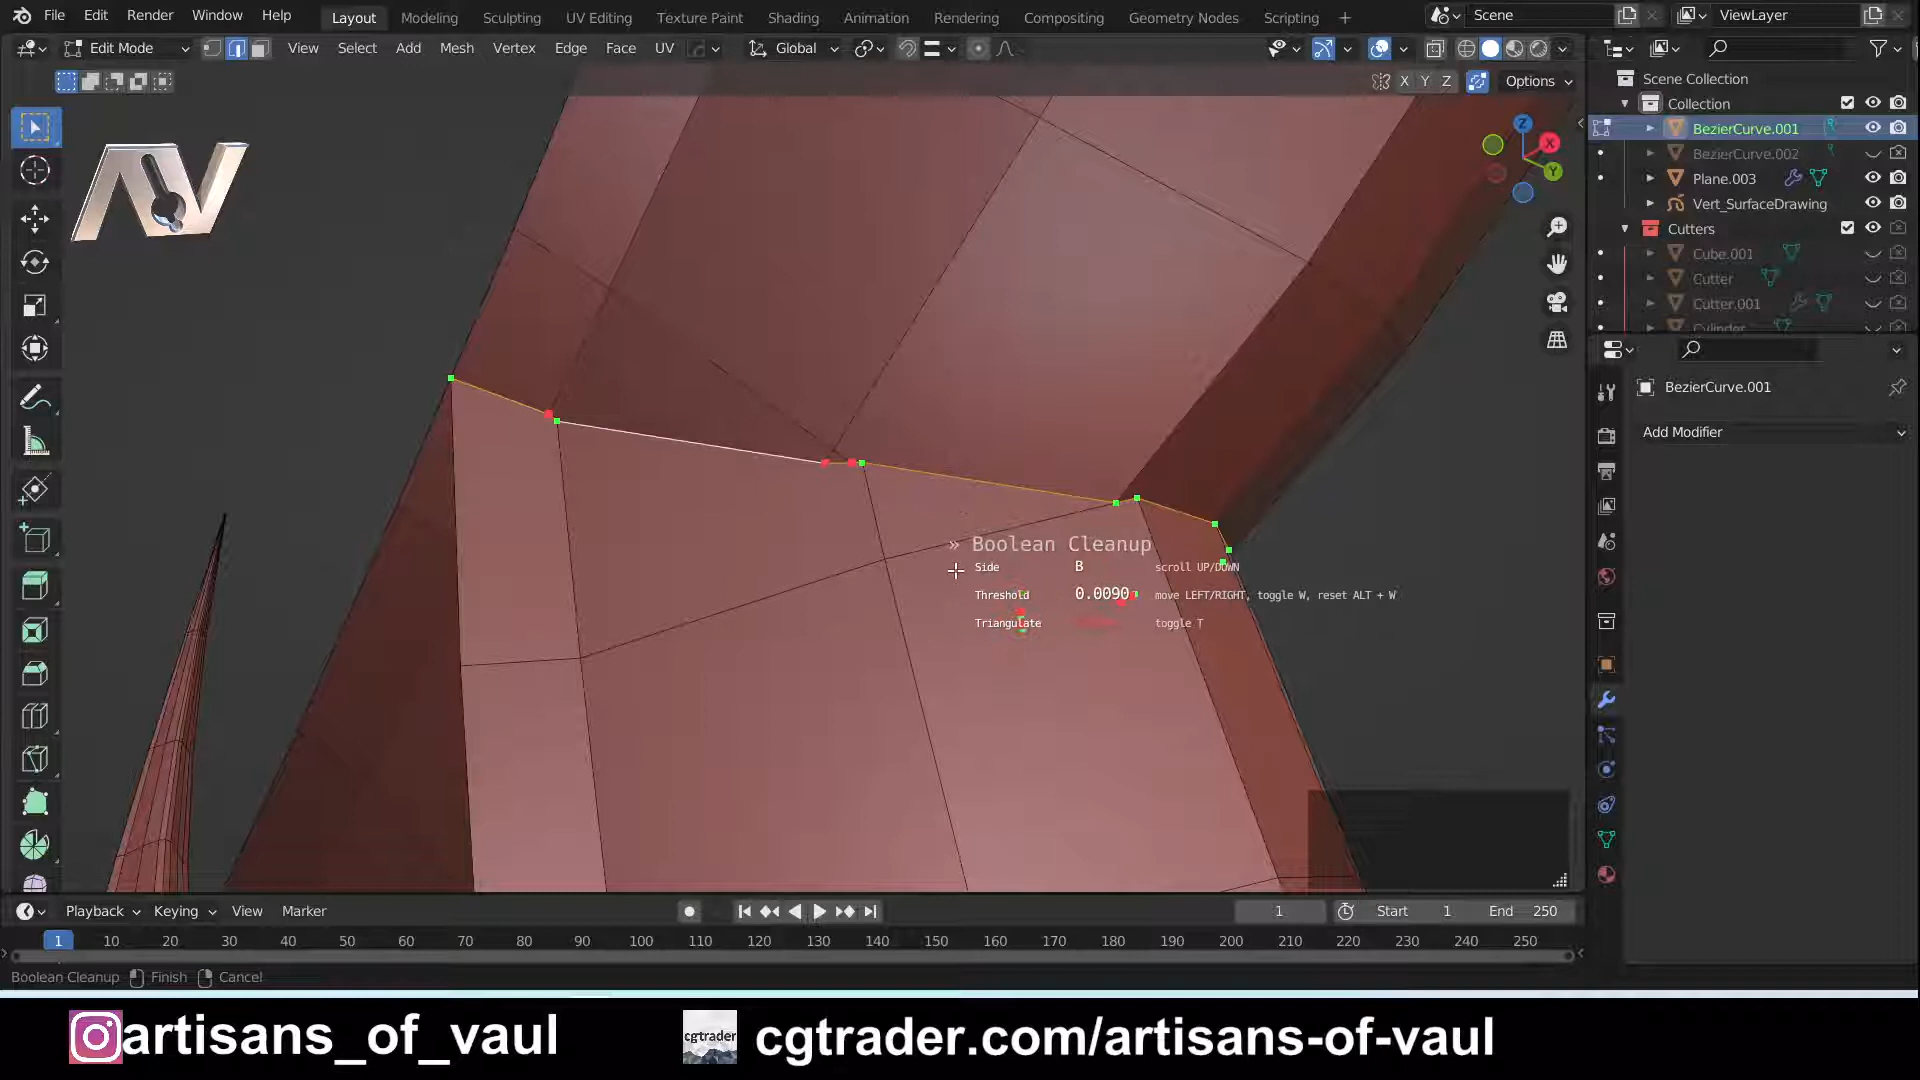 File Edit Render Window Help Layout Modeling Sculpting UV Editing Texture Paint Shading Animation Rendering Compositing Geometry Nodes Scripting + Scene ViewLayer
Edit Mode View Select Add Mesh Vertex Edge Face UV Global
X Y Z Options
Scene Collection
Collection
BezierCurve.001
BezierCurve.002
Plane.003
Vert_SurfaceDrawing
Cutters
Cube.001
Cutter
Cutter.001
Cylinder
Z X Y
BezierCurve.001
Add Modifier
» Boolean Cleanup
Side B scroll UP/DOWN
Threshold 0.0090 move LEFT/RIGHT, toggle W, reset ALT + W
Triangulate toggle T
Playback Keying View Marker 1 Start 1 End 250
1 10 20 30 40 50 60 70 80 90 100 110 120 130 140 150 160 170 180 190 200 210 220 230 240 250
Boolean Cleanup Finish Cancel
artisans_of_vaul cgtrader cgtrader.com/artisans-of-vaul